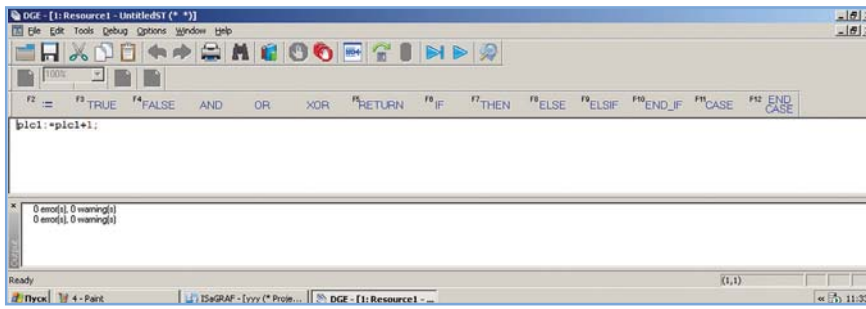 DGE - [1: Resource1 - UntitledST (* *)]
File Edit Tools Debug Options Window Help
100%
F2 := F3 TRUE F4 FALSE AND OR XOR F5 RETURN F6 IF F7 THEN F8 ELSE F9 ELSIF F10 END_IF F11 CASE F12 END_CASE
plc1:=plc1+1;
0 error(s), 0 warning(s)
0 error(s), 0 warning(s)
Ready (1,1)
Пуск 4 - Paint ISaGRAF - [yyy (* Proje... DGE - [1: Resource1 - ... « 11:33